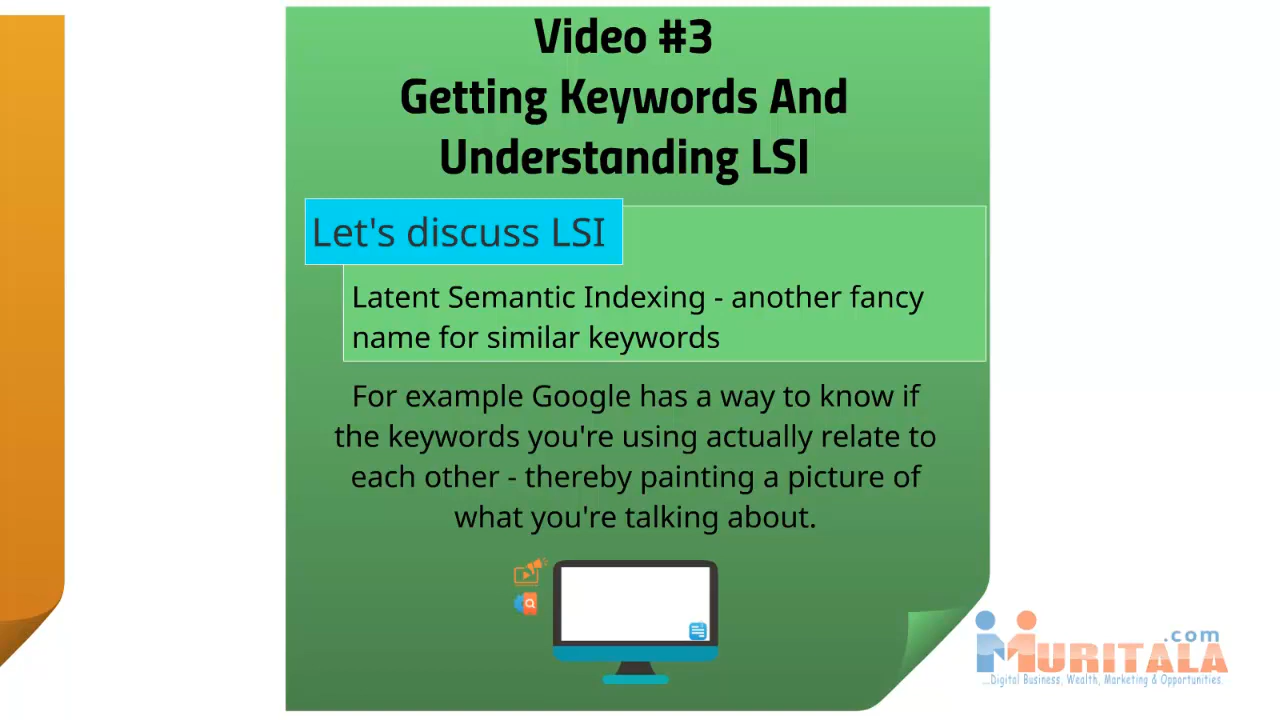 Video #3
Getting Keywords And
Understanding LSI
Let's discuss LSI
Latent Semantic Indexing - another fancy
name for similar keywords
For example Google has a way to know if
the keywords you're using actually relate to
each other - thereby painting a picture of
what you're talking about.
.com
MURITALA
...Digital Business, Wealth, Marketing & Opportunities.